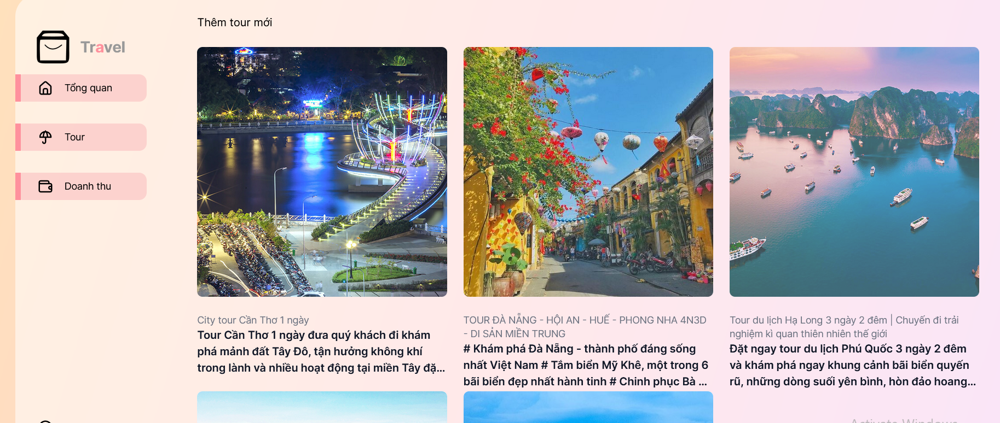 Thêm tour mới
Travel
Tổng quan
Tour
Doanh thu
City tour Cần Thơ 1 ngày
Tour Cần Thơ 1 ngày đưa quý khách đi khám
phá mảnh đất Tây Đô, tận hưởng không khí
trong lành và nhiều hoạt động tại miền Tây đặ...
TOUR ĐÀ NẴNG - HỘI AN - HUẾ - PHONG NHA 4N3D
- DI SẢN MIỀN TRUNG
# Khám phá Đà Nẵng - thành phố đáng sống
nhất Việt Nam # Tắm biển Mỹ Khê, một trong 6
bãi biển đẹp nhất hành tinh # Chinh phục Bà ...
Tour du lịch Hạ Long 3 ngày 2 đêm | Chuyến đi trải
nghiệm kì quan thiên nhiên thế giới
Đặt ngay tour du lịch Phú Quốc 3 ngày 2 đêm
và khám phá ngay khung cảnh bãi biển quyến
rũ, những dòng suối yên bình, hòn đảo hoang...
Activate Windows